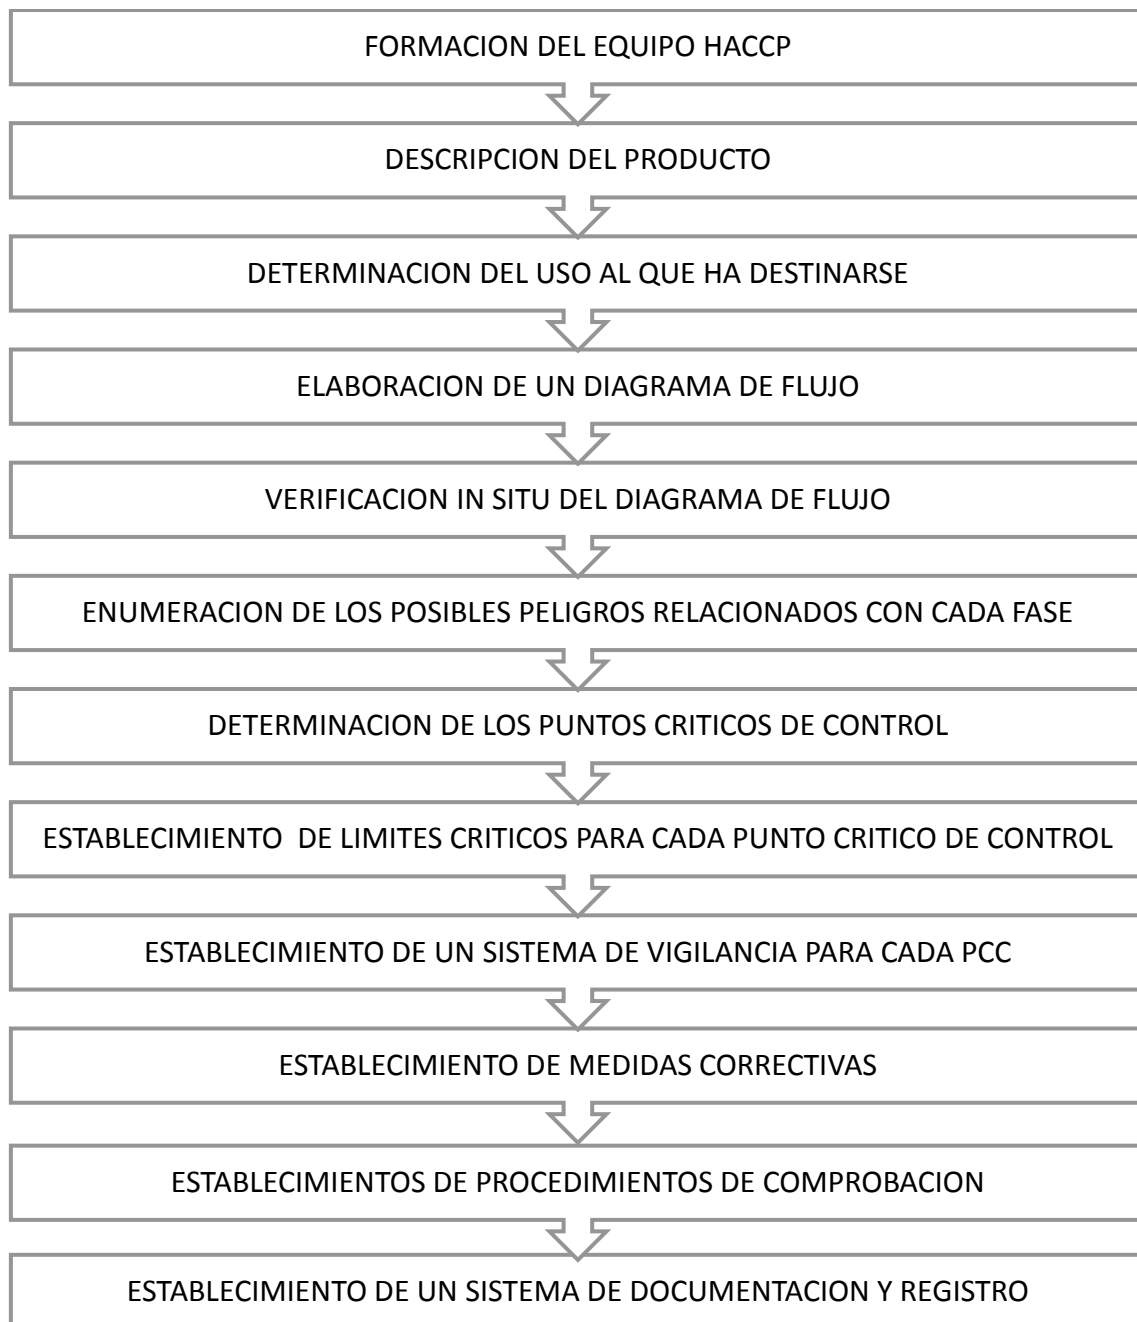 FORMACION DEL EQUIPO HACCP
DESCRIPCION DEL PRODUCTO
DETERMINACION DEL USO AL QUE HA DESTINARSE
ELABORACION DE UN DIAGRAMA DE FLUJO
VERIFICACION IN SITU DEL DIAGRAMA DE FLUJO
ENUMERACION DE LOS POSIBLES PELIGROS RELACIONADOS CON CADA FASE
DETERMINACION DE LOS PUNTOS CRITICOS DE CONTROL
ESTABLECIMIENTO  DE LIMITES CRITICOS PARA CADA PUNTO CRITICO DE CONTROL
ESTABLECIMIENTO DE UN SISTEMA DE VIGILANCIA PARA CADA PCC
ESTABLECIMIENTO DE MEDIDAS CORRECTIVAS
ESTABLECIMIENTOS DE PROCEDIMIENTOS DE COMPROBACION
ESTABLECIMIENTO DE UN SISTEMA DE DOCUMENTACION Y REGISTRO